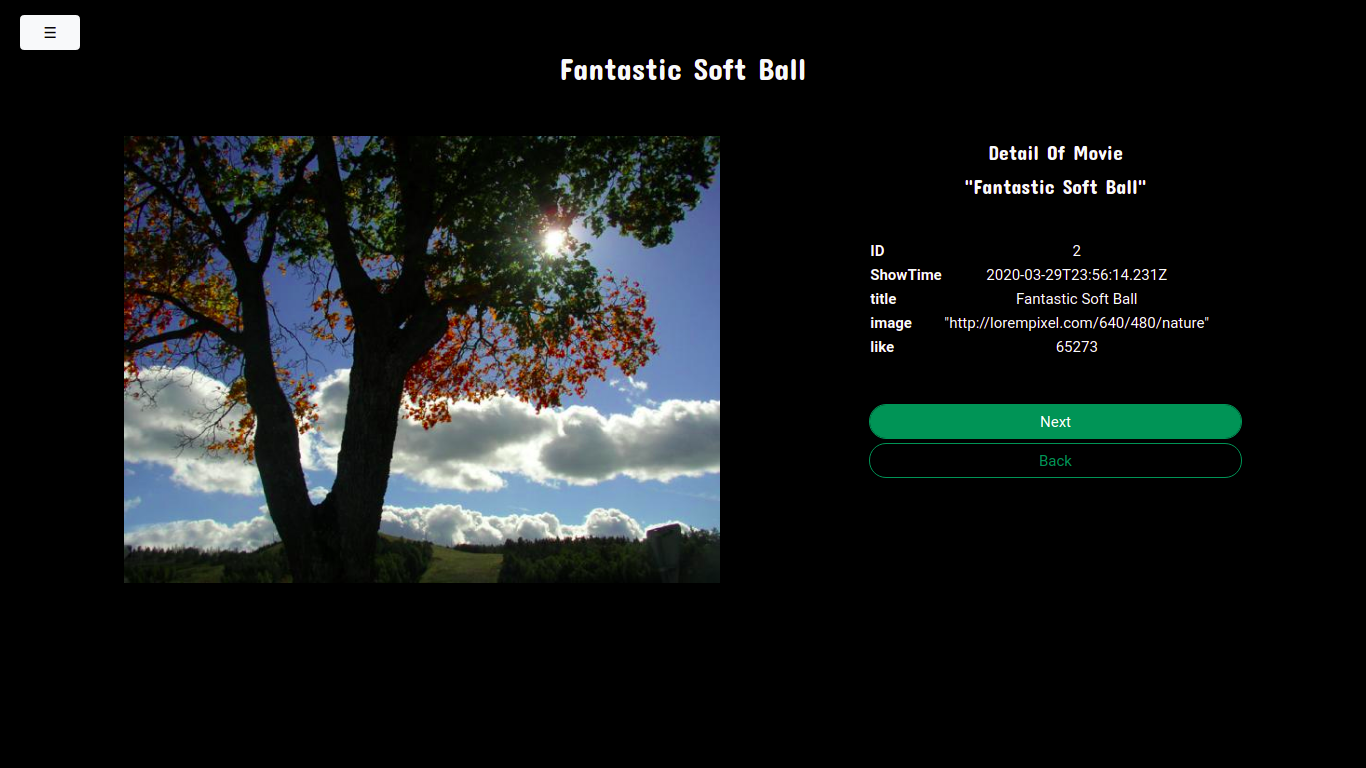 ☰
Fantastic Soft Ball
Detail Of Movie
"Fantastic Soft Ball"
ID 2
ShowTime 2020-03-29T23:56:14.231Z
title Fantastic Soft Ball
image "http://lorempixel.com/640/480/nature"
like 65273
Next
Back